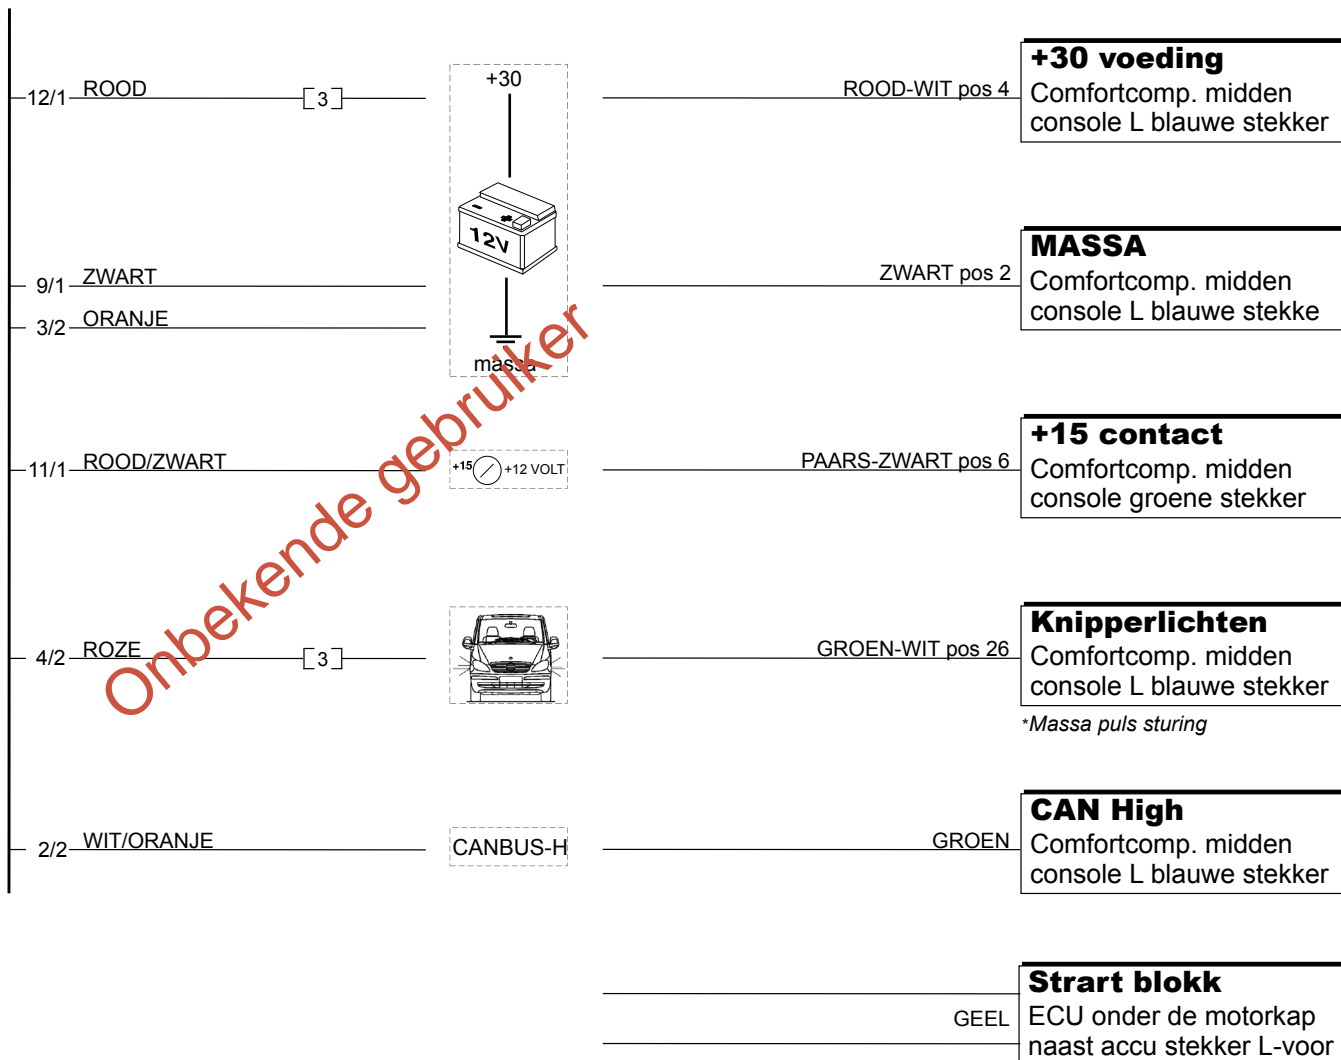 12/1 ROOD [3] +30 ROOD-WIT pos 4
+30 voeding
Comfortcomp. midden
console L blauwe stekker
12V
9/1 ZWART ZWART pos 2
3/2 ORANJE
massa
MASSA
Comfortcomp. midden
console L blauwe stekke
11/1 ROOD/ZWART +15 +12 VOLT PAARS-ZWART pos 6
+15 contact
Comfortcomp. midden
console groene stekker
Onbekende gebruiker
4/2 ROZE [3] GROEN-WIT pos 26
Knipperlichten
Comfortcomp. midden
console L blauwe stekker
*Massa puls sturing
2/2 WIT/ORANJE CANBUS-H GROEN
CAN High
Comfortcomp. midden
console L blauwe stekker
GEEL
Strart blokk
ECU onder de motorkap
naast accu stekker L-voor